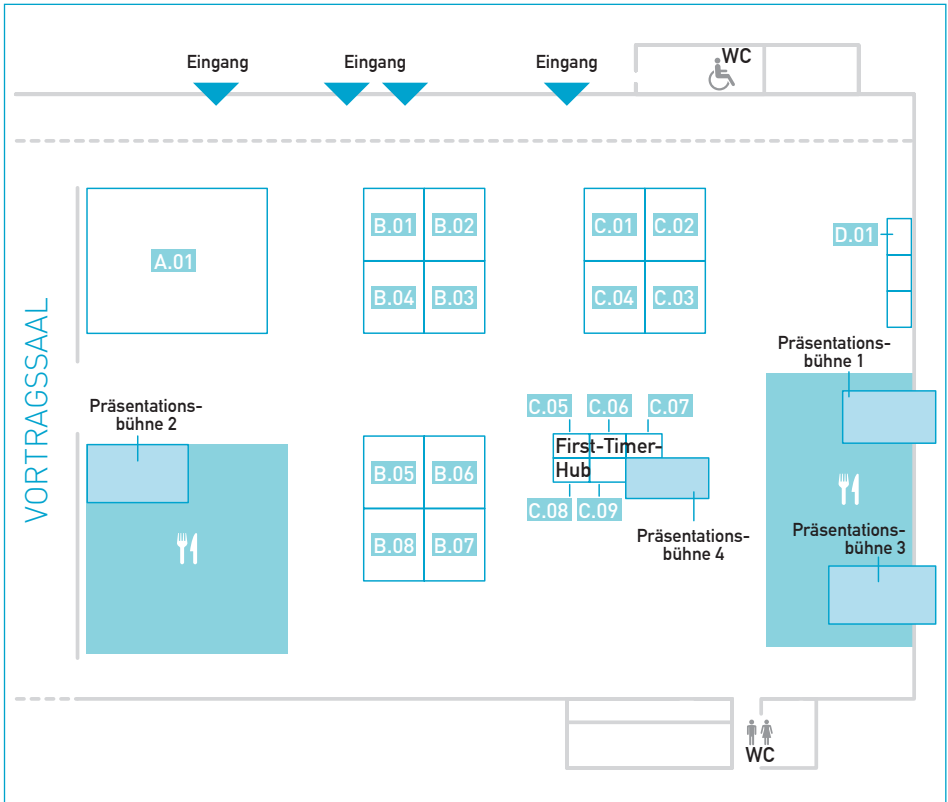 Eingang
Eingang
Eingang
WC
B.01
B.02
C.01
C.02
D.01
A.01
B.04
B.03
C.04
C.03
VORTRAGSSAAL
Präsentations-
bühne 1
Präsentations-
bühne 2
C.05
C.06
C.07
First-Timer-
Hub
B.05
B.06
C.08
C.09
B.08
B.07
Präsentations-
bühne 4
Präsentations-
bühne 3
WC